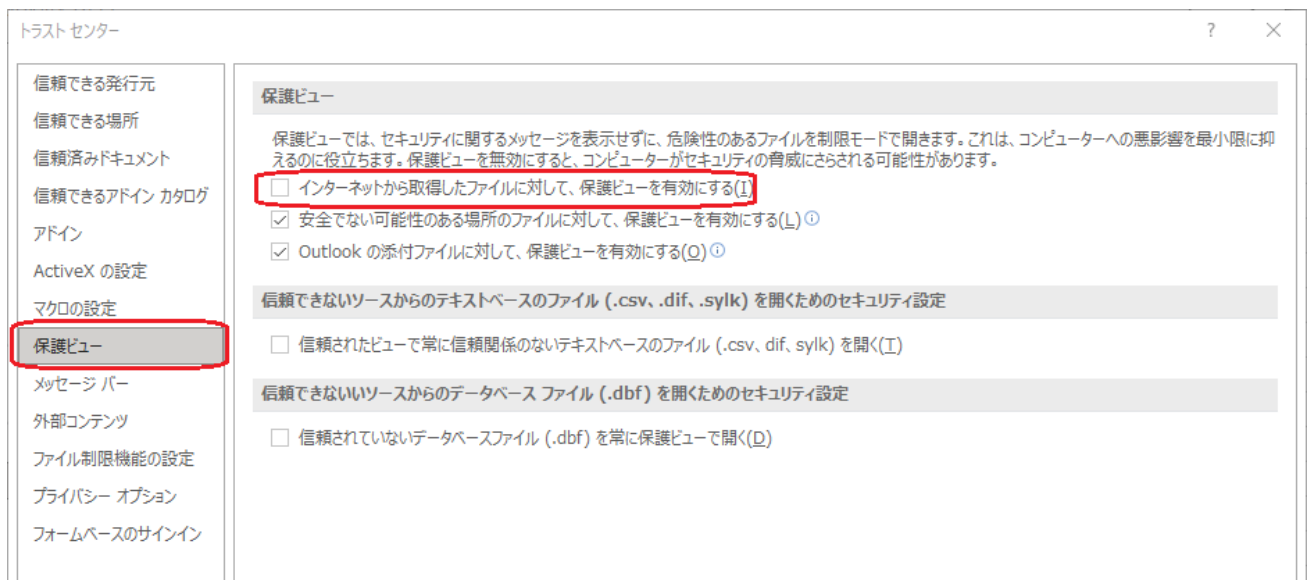 トラスト センター
?
×
信頼できる発行元
信頼できる場所
信頼済みドキュメント
信頼できるアドイン カタログ
アドイン
ActiveX の設定
マクロの設定
保護ビュー
メッセージ バー
外部コンテンツ
ファイル制限機能の設定
プライバシー オプション
フォームベースのサインイン
保護ビュー
保護ビューでは、セキュリティに関するメッセージを表示せずに、危険性のあるファイルを制限モードで開きます。これは、コンピューターへの悪影響を最小限に抑
えるのに役立ちます。保護ビューを無効にすると、コンピューターがセキュリティの脅威にさらされる可能性があります。
インターネットから取得したファイルに対して、保護ビューを有効にする(I)
安全でない可能性のある場所のファイルに対して、保護ビューを有効にする(L)
Outlook の添付ファイルに対して、保護ビューを有効にする(O)
信頼できないソースからのテキストベースのファイル (.csv、.dif、.sylk) を開くためのセキュリティ設定
信頼されたビューで常に信頼関係のないテキストベースのファイル (.csv、dif、sylk) を開く(T)
信頼できないいソースからのデータベース ファイル (.dbf) を開くためのセキュリティ設定
信頼されていないデータベースファイル (.dbf) を常に保護ビューで開く(D)